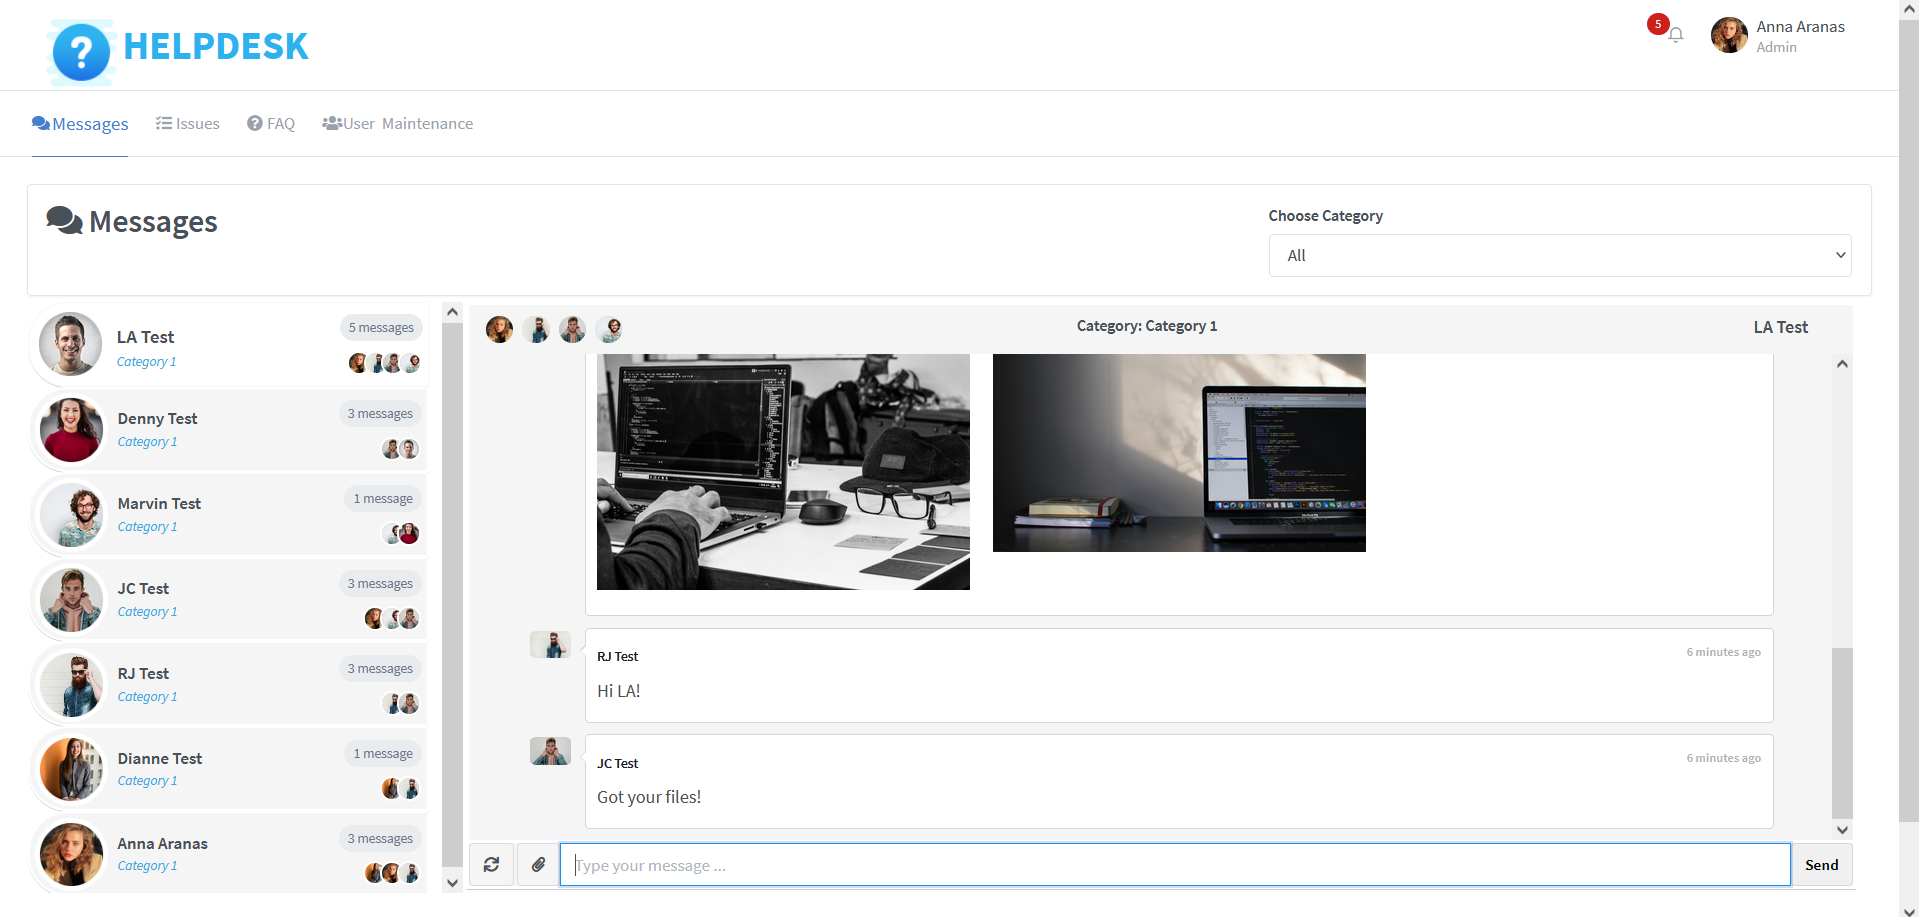 HELPDESK
5
Anna Aranas
Admin
Messages
Issues
FAQ
User Maintenance
Messages
Choose Category
All
LA Test
5 messages
Category 1
Denny Test
3 messages
Category 1
Marvin Test
1 message
Category 1
JC Test
3 messages
Category 1
RJ Test
3 messages
Category 1
Dianne Test
1 message
Category 1
Anna Aranas
3 messages
Category 1
Category: Category 1
LA Test
RJ Test
6 minutes ago
Hi LA!
JC Test
6 minutes ago
Got your files!
Type your message ...
Send